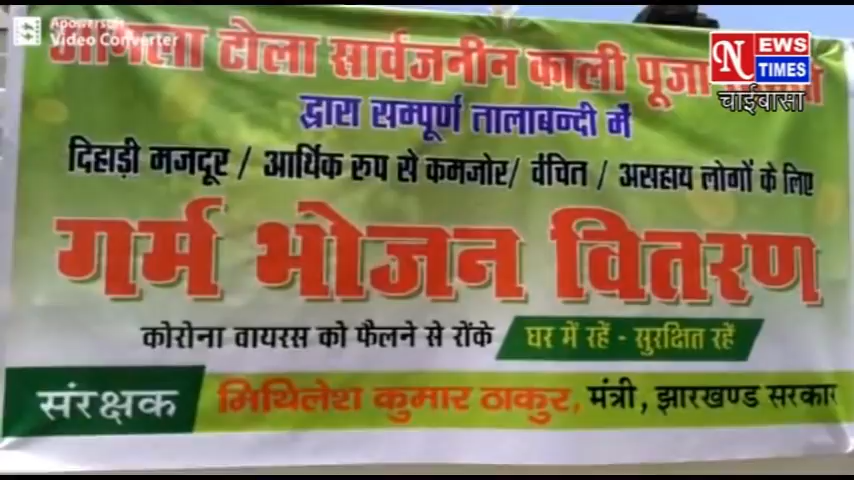 Apowersoft
Video Converter
टोला सार्वजनीन काली पूजा
NEWS
TIMES
चाईबासा
द्वारा सम्पूर्ण तालाबन्दी में
दिहाड़ी मजदूर / आर्थिक रुप से कमजोर/ वंचित / असहाय लोगों के लिए
गर्म भोजन वितरण
कोरोना वायरस को फैलने से रोंके घर में रहें - सुरक्षित रहें
संरक्षक मिथिलेश कुमार ठाकुर, मंत्री, झारखण्ड सरकार